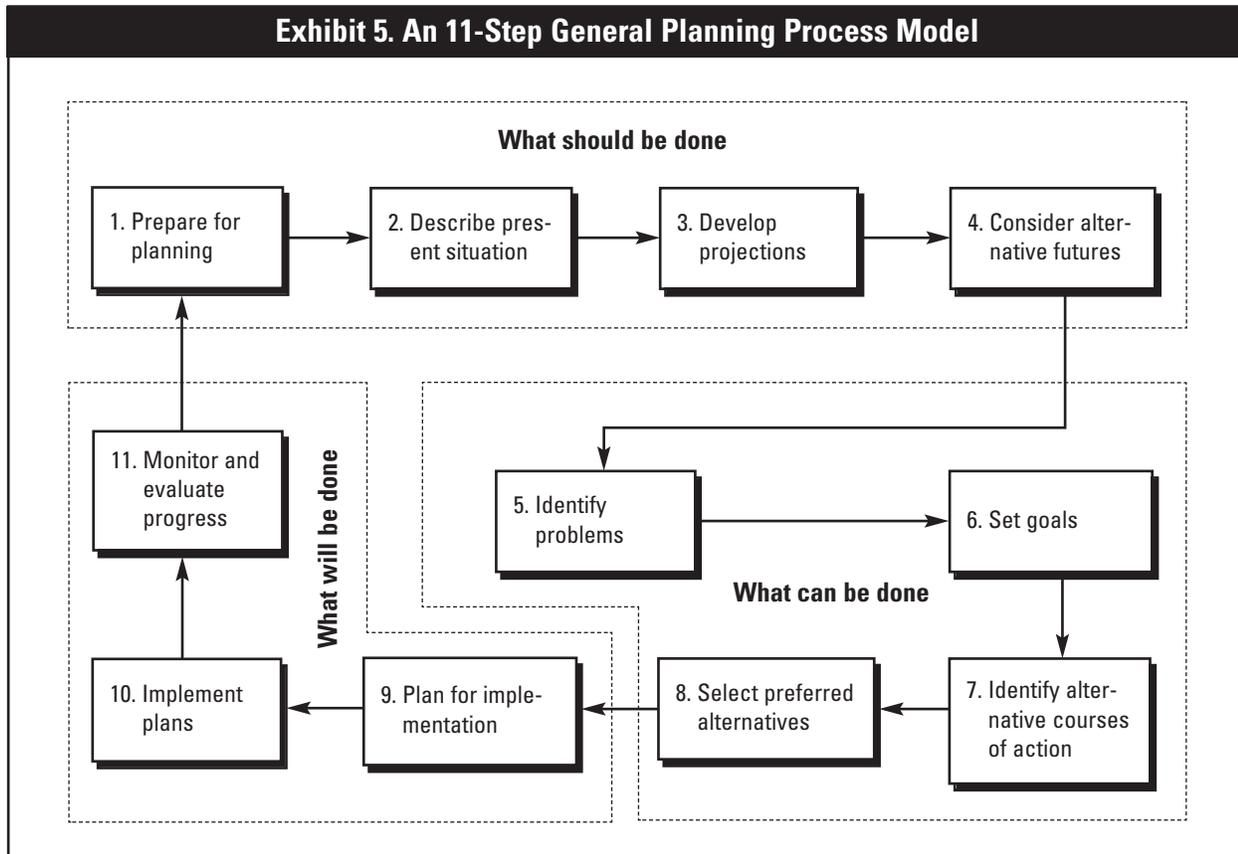 Exhibit 5. An 11-Step General Planning Process Model
What should be done
1. Prepare for
planning
2. Describe pres-
ent situation
3. Develop
projections
4. Consider alter-
native futures
5. Identify
problems
6. Set goals
What can be done
7. Identify alter-
native courses
of action
8. Select preferred
alternatives
9. Plan for imple-
mentation
10. Implement
plans
11. Monitor and
evaluate
progress
What will be done